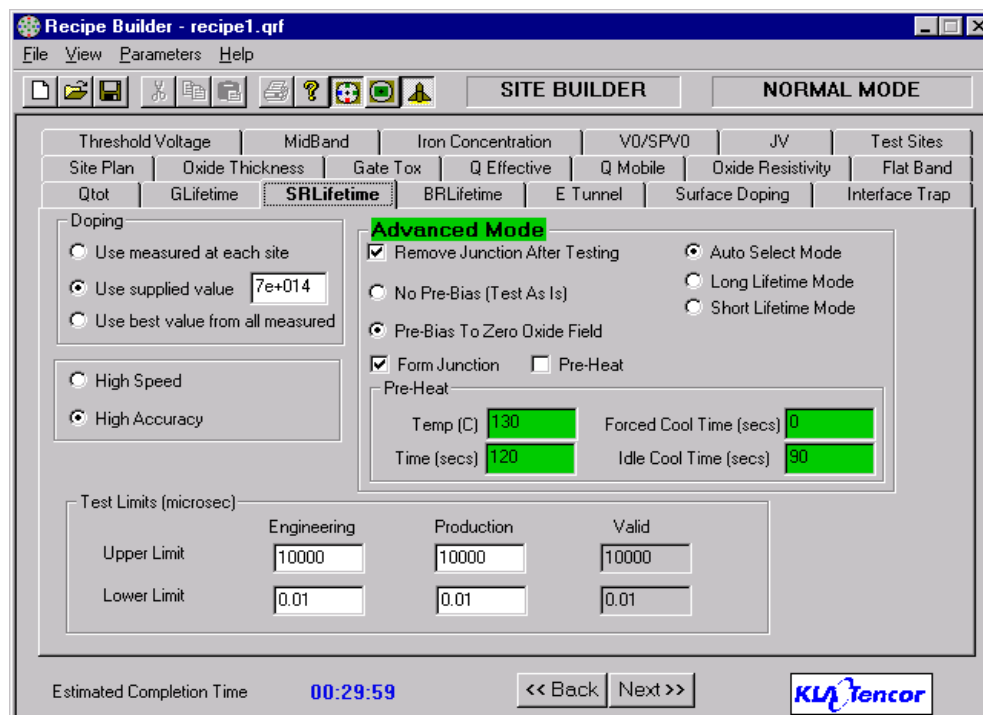 Recipe Builder - recipe1.qrf
File View Parameters Help
SITE BUILDER NORMAL MODE
Threshold Voltage MidBand Iron Concentration V0/SPV0 JV Test Sites
Site Plan Oxide Thickness Gate Tox Q Effective Q Mobile Oxide Resistivity Flat Band
Qtot GLifetime SRLifetime BRLifetime E Tunnel Surface Doping Interface Trap
Doping
Use measured at each site
Use supplied value 7e+014
Use best value from all measured
High Speed
High Accuracy
Advanced Mode
Remove Junction After Testing
No Pre-Bias (Test As Is)
Pre-Bias To Zero Oxide Field
Auto Select Mode
Long Lifetime Mode
Short Lifetime Mode
Form Junction Pre-Heat
Pre-Heat
Temp (C) 130 Forced Cool Time (secs) 0
Time (secs) 120 Idle Cool Time (secs) 90
Test Limits (microsec)
Engineering Production Valid
Upper Limit 10000 10000 10000
Lower Limit 0.01 0.01 0.01
Estimated Completion Time 00:29:59 << Back Next >>
KLA Tencor